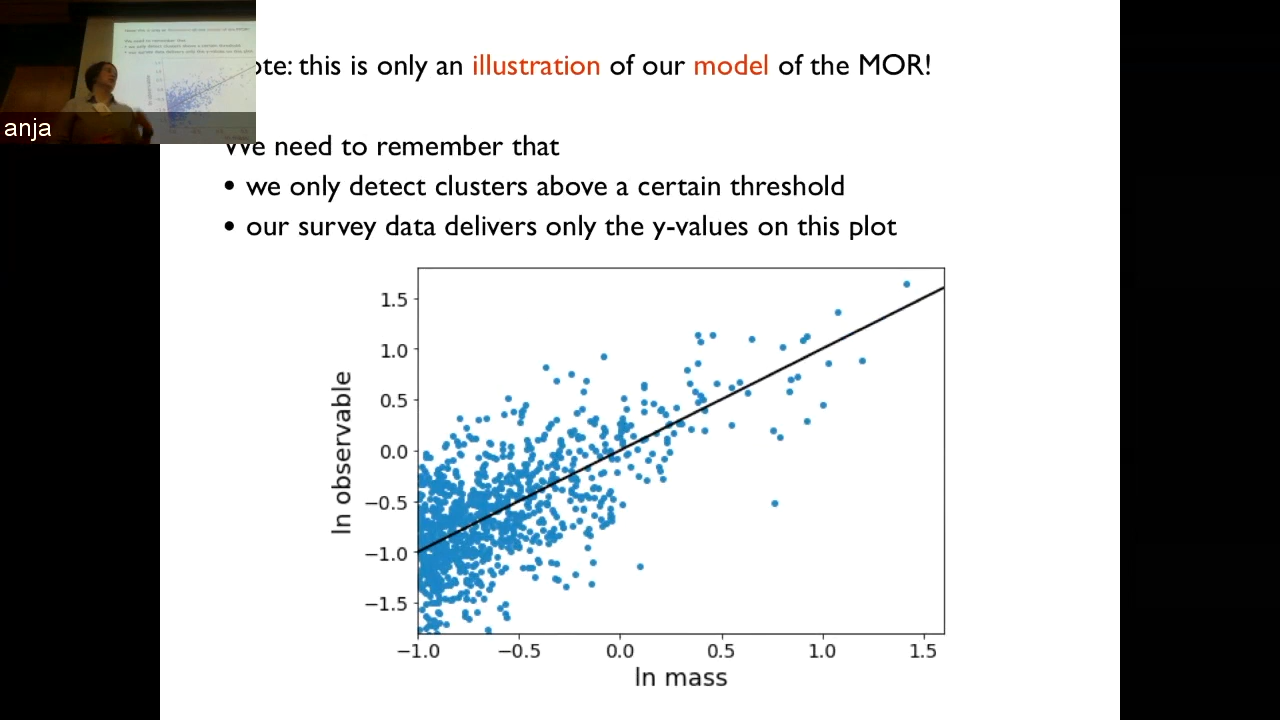 ote: this is only an illustration of our model of the MOR!
anja
We need to remember that
• we only detect clusters above a certain threshold
• our survey data delivers only the y-values on this plot
1.5
1.0
0.5
0.0
−0.5
−1.0
−1.5
ln observable
−1.0 −0.5 0.0 0.5 1.0 1.5
ln mass